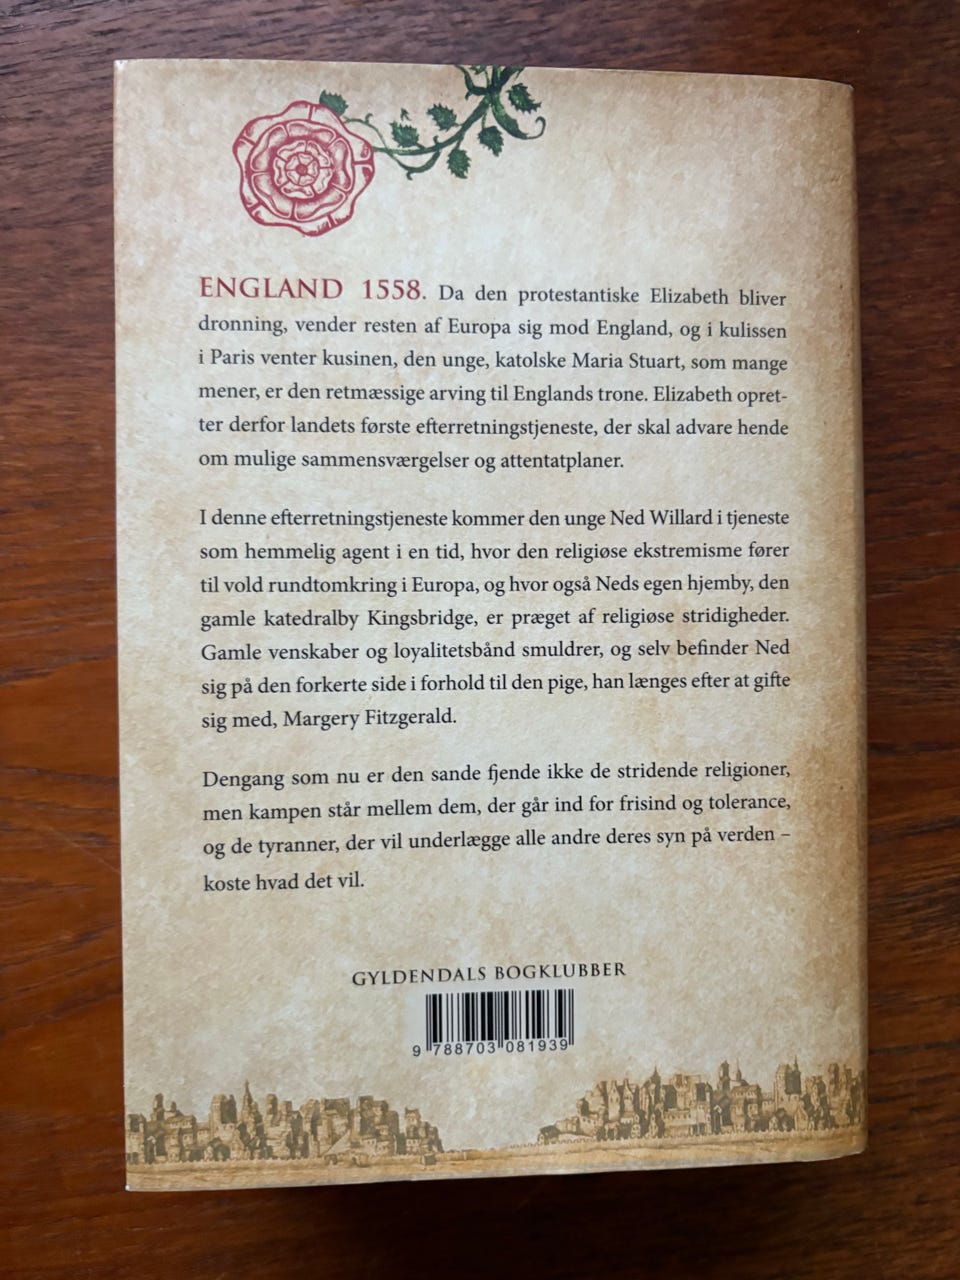 ENGLAND 1558. Da den protestantiske Elizabeth bliver
dronning, vender resten af Europa sig mod England, og i kulissen
i Paris venter kusinen, den unge, katolske Maria Stuart, som mange
mener, er den retmæssige arving til Englands trone. Elizabeth opret-
ter derfor landets første efterretningstjeneste, der skal advare hende
om mulige sammensværgelser og attentatplaner.
I denne efterretningstjeneste kommer den unge Ned Willard i tjeneste
som hemmelig agent i en tid, hvor den religiøse ekstremisme fører
til vold rundtomkring i Europa, og hvor også Neds egen hjemby, den
gamle katedralby Kingsbridge, er præget af religiøse stridigheder.
Gamle venskaber og loyalitetsbånd smuldrer, og selv befinder Ned
sig på den forkerte side i forhold til den pige, han længes efter at gifte
sig med, Margery Fitzgerald.
Dengang som nu er den sande fjende ikke de stridende religioner,
men kampen står mellem dem, der går ind for frisind og tolerance,
og de tyranner, der vil underlægge alle andre deres syn på verden –
koste hvad det vil.
GYLDENDALS BOGKLUBBER
9 788703 081939